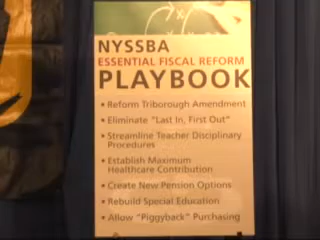 NYSSBA
ESSENTIAL FISCAL REFORM
PLAYBOOK
• Reform Triborough Amendment
• Eliminate "Last In, First Out"
• Streamline Teacher Disciplinary
Procedures
• Establish Maximum
Healthcare Contribution
• Create New Pension Options
• Rebuild Special Education
• Allow "Piggyback" Purchasing